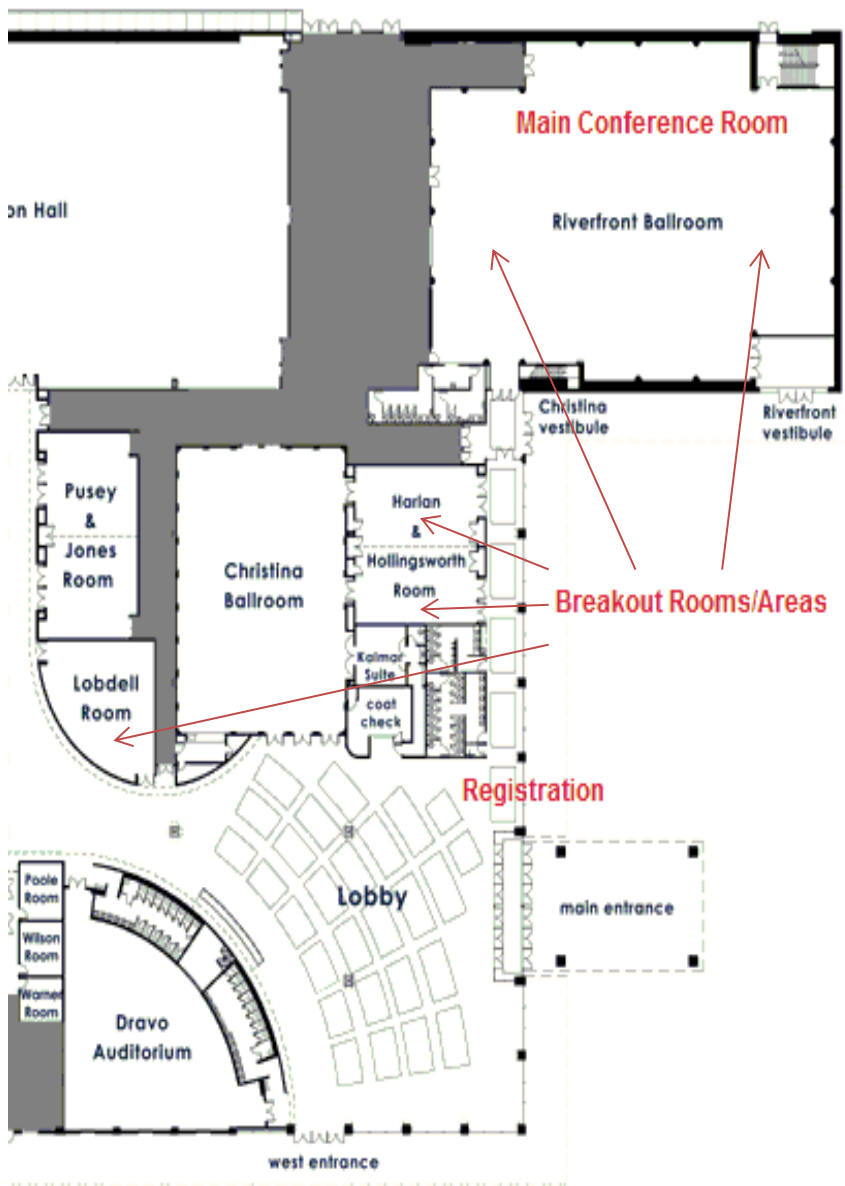 Main Conference Room
on Hall
Riverfront Ballroom
Christina
vestibule
Riverfront
vestibule
Pusey
&
Jones
Room
Harlan
&
Hollingsworth
Room
Christina
Ballroom
Breakout Rooms/Areas
Kalmar
Suite
Lobdell
Room
coat
check
Registration
Poole
Room
Lobby
main entrance
Wilson
Room
Warner
Room
Dravo
Auditorium
west entrance